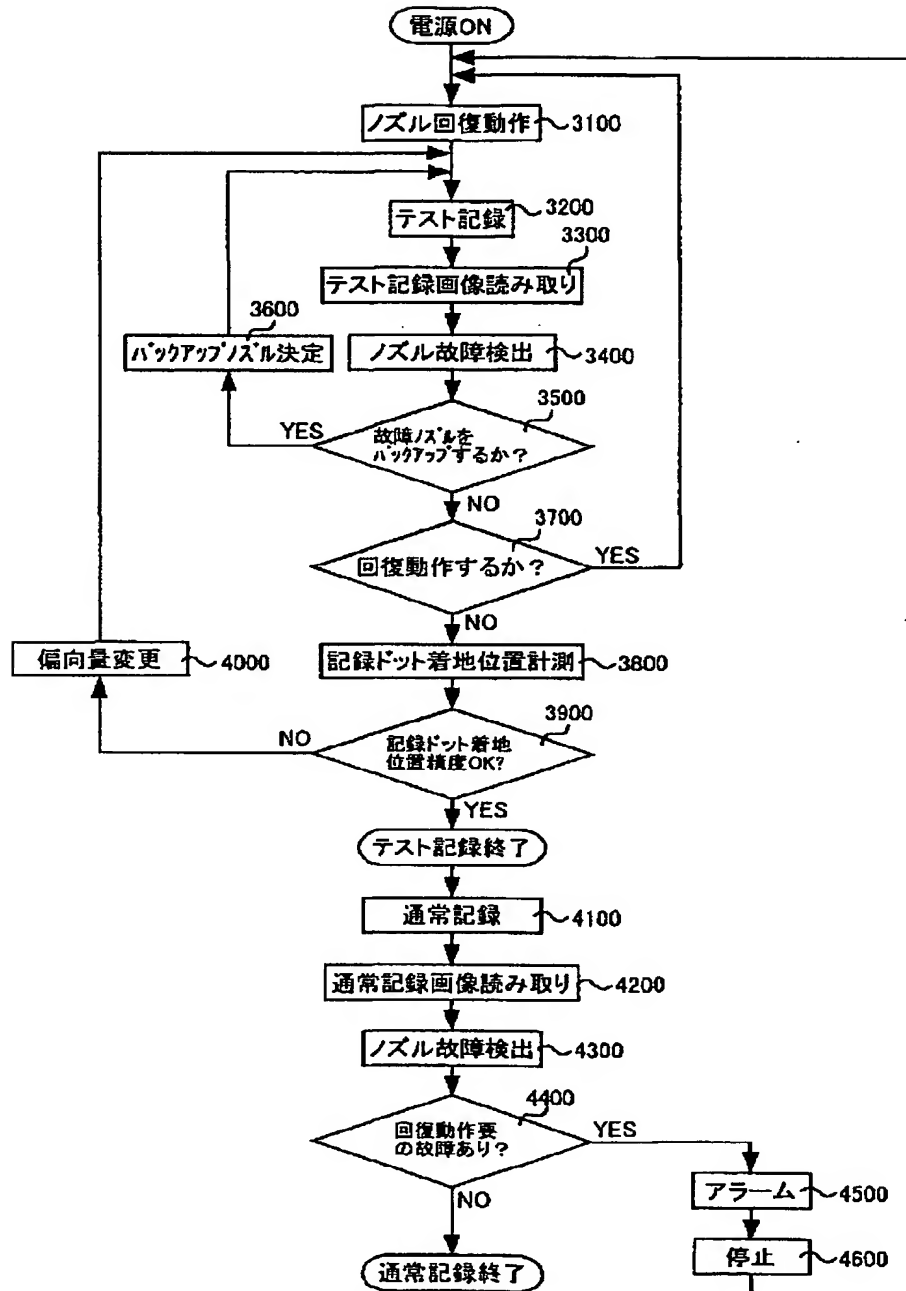 電源ON
ノズル回復動作
3100
テスト記録
3200
3300
テスト記録画像読み取り
3600
バックアップノズル決定
ノズル故障検出
3400
3500
YES
故障ノズルを
バックアップするか?
NO
3700
回復動作するか?
YES
NO
偏向量変更
4000
記録ドット着地位置計測
3800
3900
NO
記録ドット着地
位置精度OK?
YES
テスト記録終了
通常記録
4100
通常記録画像読み取り
4200
ノズル故障検出
4300
4400
回復動作要
の故障あり?
YES
アラーム
4500
NO
停止
4600
通常記録終了